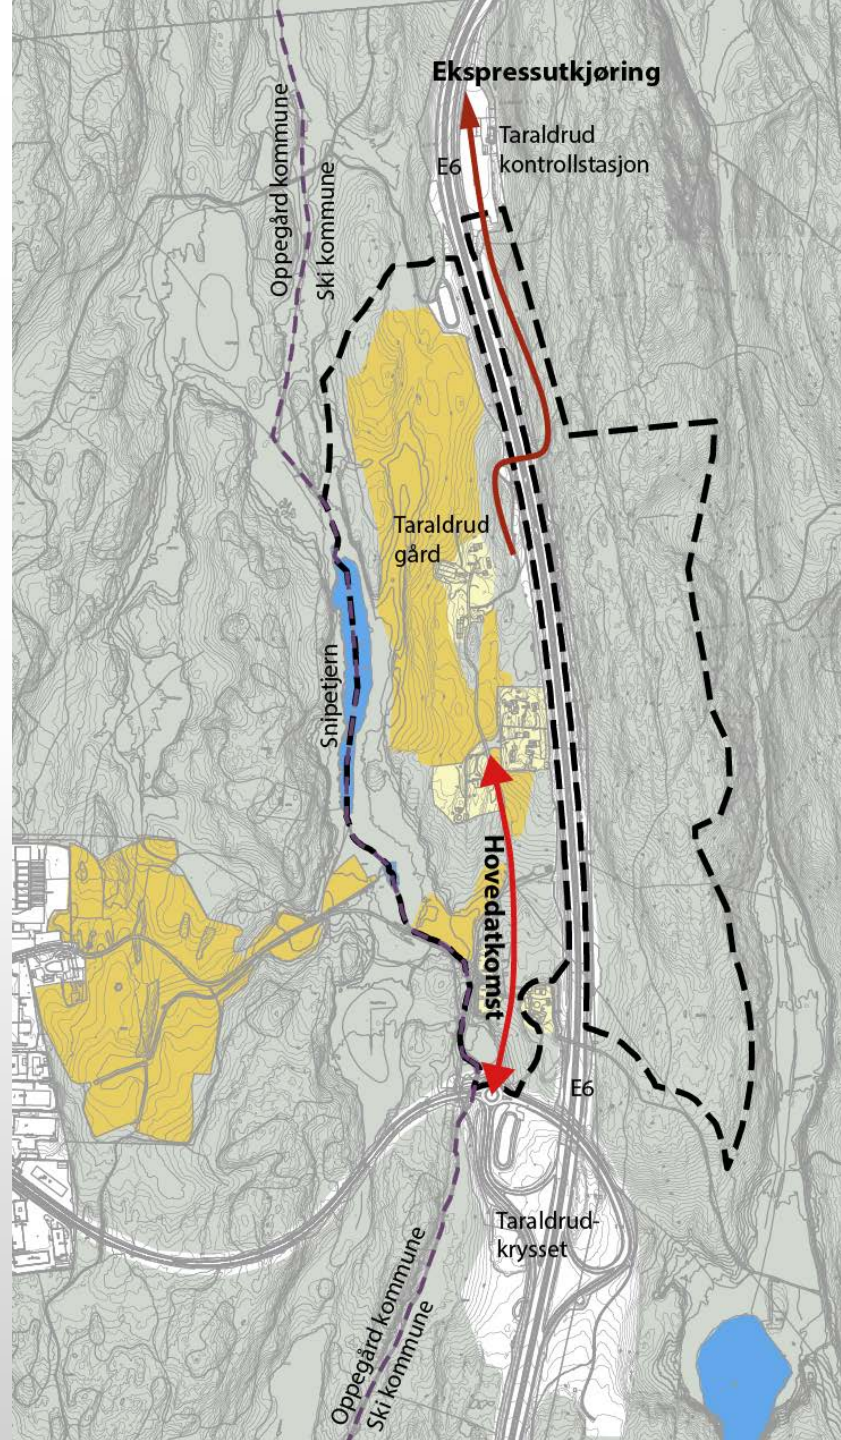 Ekspressutkjøring
Taraldrud
kontrollstasjon
E6
Oppegård kommune
Ski kommune
Taraldrud
gård
Snipetjern
Hovedatkomst
E6
Taraldrud-
krysset
Oppegård kommune
Ski kommune